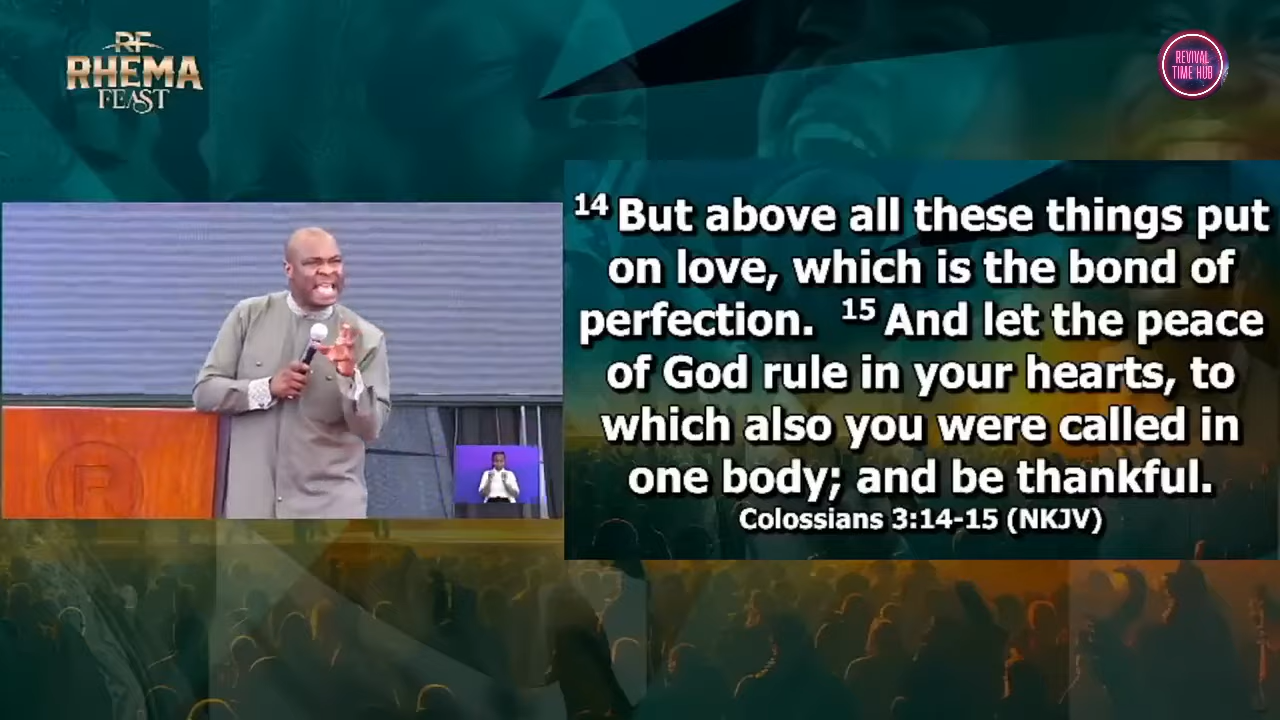 RF
RHEMA
FEAST
REVIVAL
TIME HUB
14 But above all these things put
on love, which is the bond of
perfection. 15 And let the peace
of God rule in your hearts, to
which also you were called in
one body; and be thankful.
Colossians 3:14-15 (NKJV)